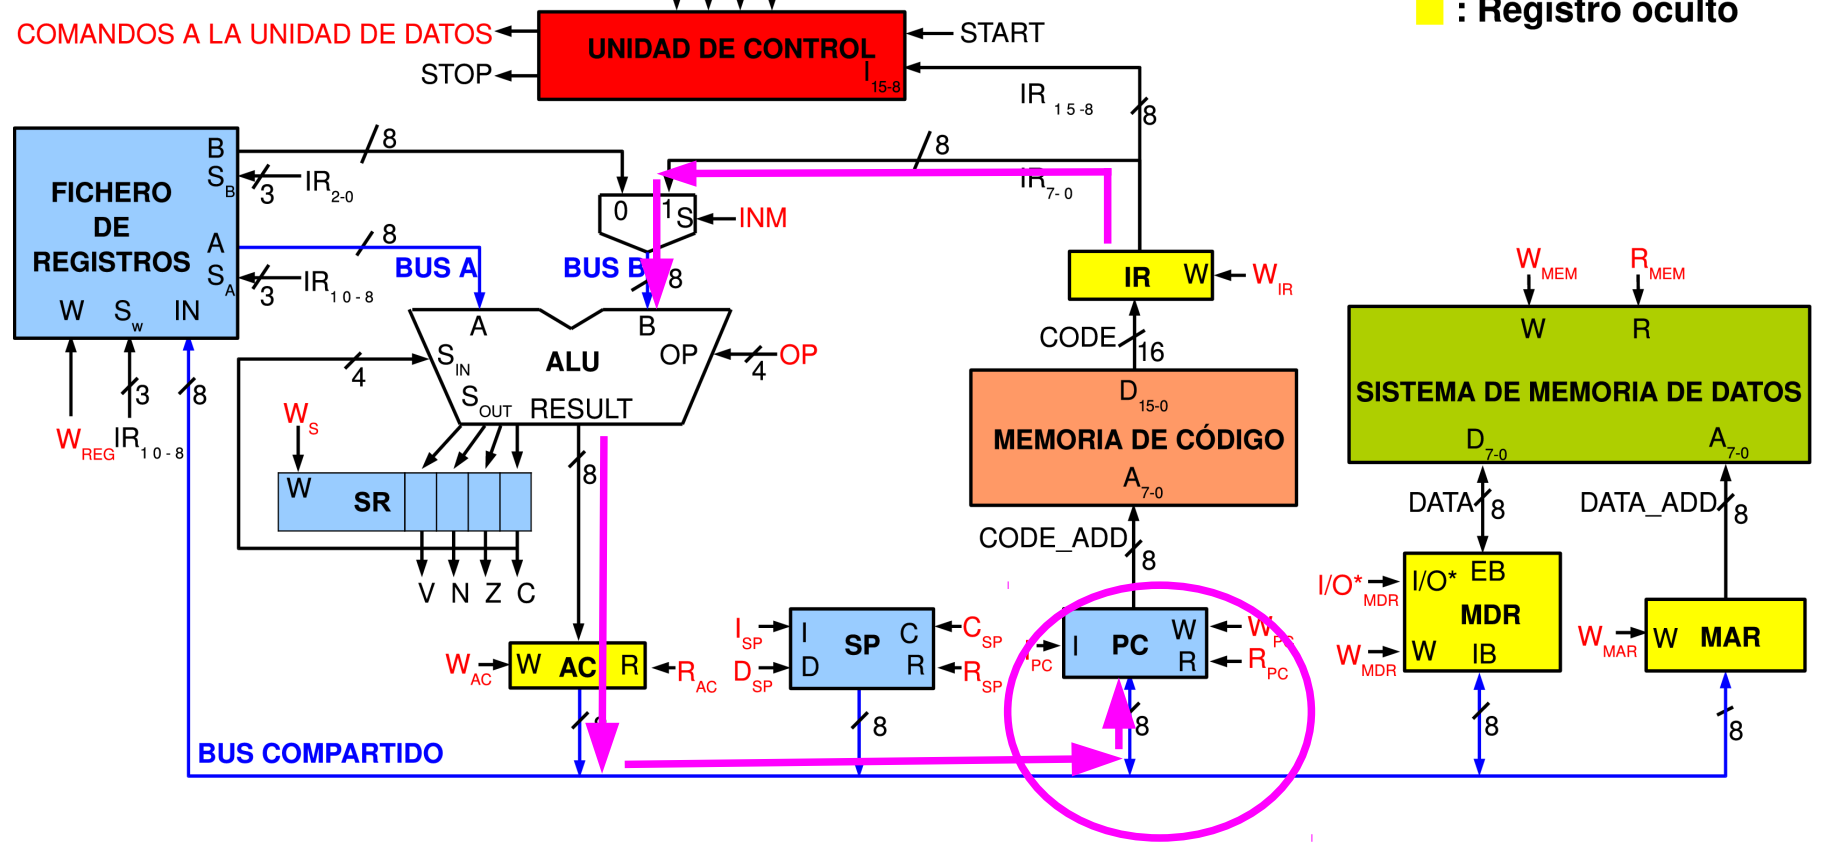 : Registro oculto
COMANDOS A LA UNIDAD DE DATOS
UNIDAD DE CONTROL
START
STOP
I15-8
IR 15-8
8
8
8
B
SB
3
IR2-0
IR7-0
FICHERO
DE
REGISTROS
0
1
S
INM
A
8
BUS A
BUS B
8
SA
3
IR10-8
IR
W
WIR
WMEM
RMEM
W
Sw
IN
A
B
W
R
CODE
16
SIN
ALU
OP
4
OP
4
3
8
SOUT
RESULT
D15-0
SISTEMA DE MEMORIA DE DATOS
WS
WREG
IR10-8
MEMORIA DE CÓDIGO
D7-0
A7-0
8
A7-0
W
SR
DATA
8
DATA_ADD
8
CODE_ADD
8
V
N
Z
C
I/O*MDR
I/O*
EB
MDR
ISP
I
SP
C
CSP
PC
I
PC
W
WPC
WMAR
W
MAR
WAC
W
AC
R
RAC
DSP
D
R
RSP
R
RPC
WMDR
W
IB
8
8
8
8
8
BUS COMPARTIDO